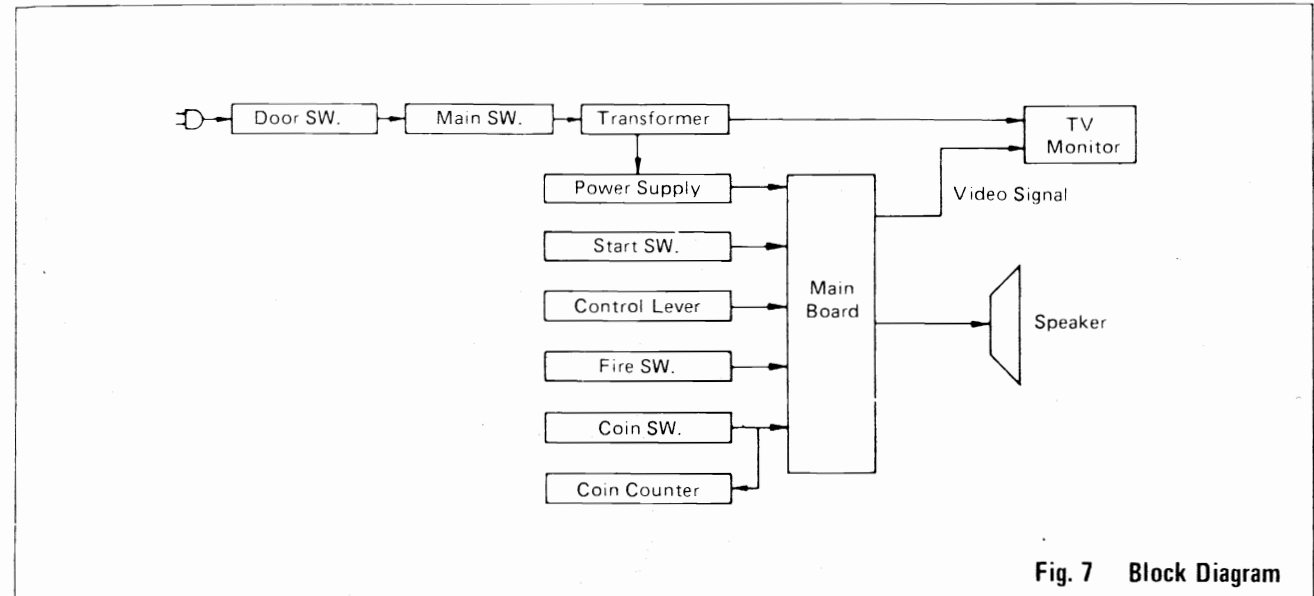 Door SW.
Main SW.
Transformer
TV
Monitor
Power Supply
Video Signal
Start SW.
Main
Board
Control Lever
Speaker
Fire SW.
Coin SW.
Coin Counter
Fig. 7 Block Diagram